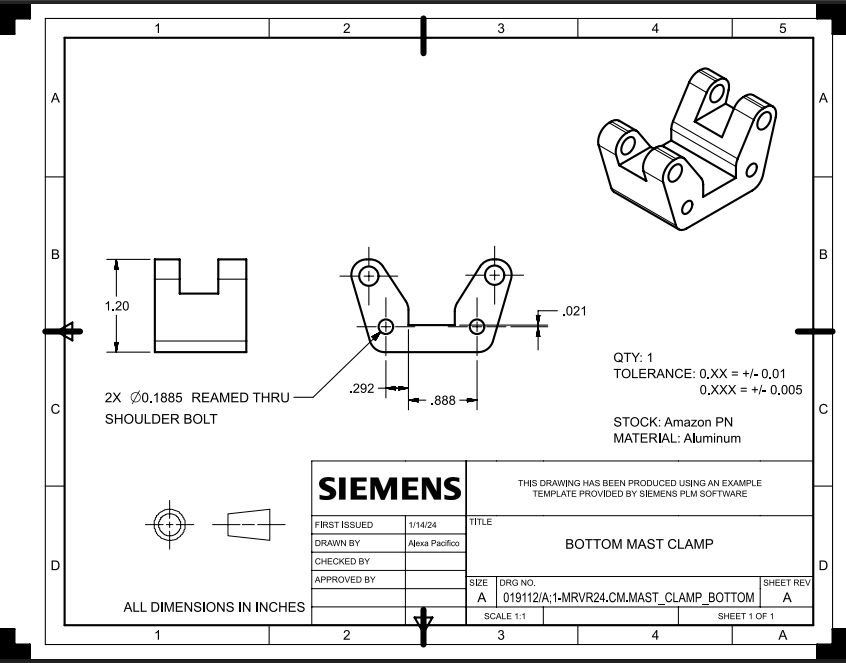 1 2 3 4 5
A A
1.20
.021
B B
2X Ø0.1885 REAMED THRU
SHOULDER BOLT
.292
.888
QTY: 1
TOLERANCE: 0.XX = +/- 0.01
0.XXX = +/- 0.005
STOCK: Amazon PN
MATERIAL: Aluminum
C C
SIEMENS
THIS DRAWING HAS BEEN PRODUCED USING AN EXAMPLE
TEMPLATE PROVIDED BY SIEMENS PLM SOFTWARE
FIRST ISSUED 1/14/24
DRAWN BY Alexa Pacifico
CHECKED BY
APPROVED BY
TITLE
BOTTOM MAST CLAMP
SIZE DRG NO. SHEET REV
A 019112/A;1-MRVR24.CM.MAST_CLAMP_BOTTOM A
SCALE 1:1 SHEET 1 OF 1
D D
ALL DIMENSIONS IN INCHES
1 2 3 4 A